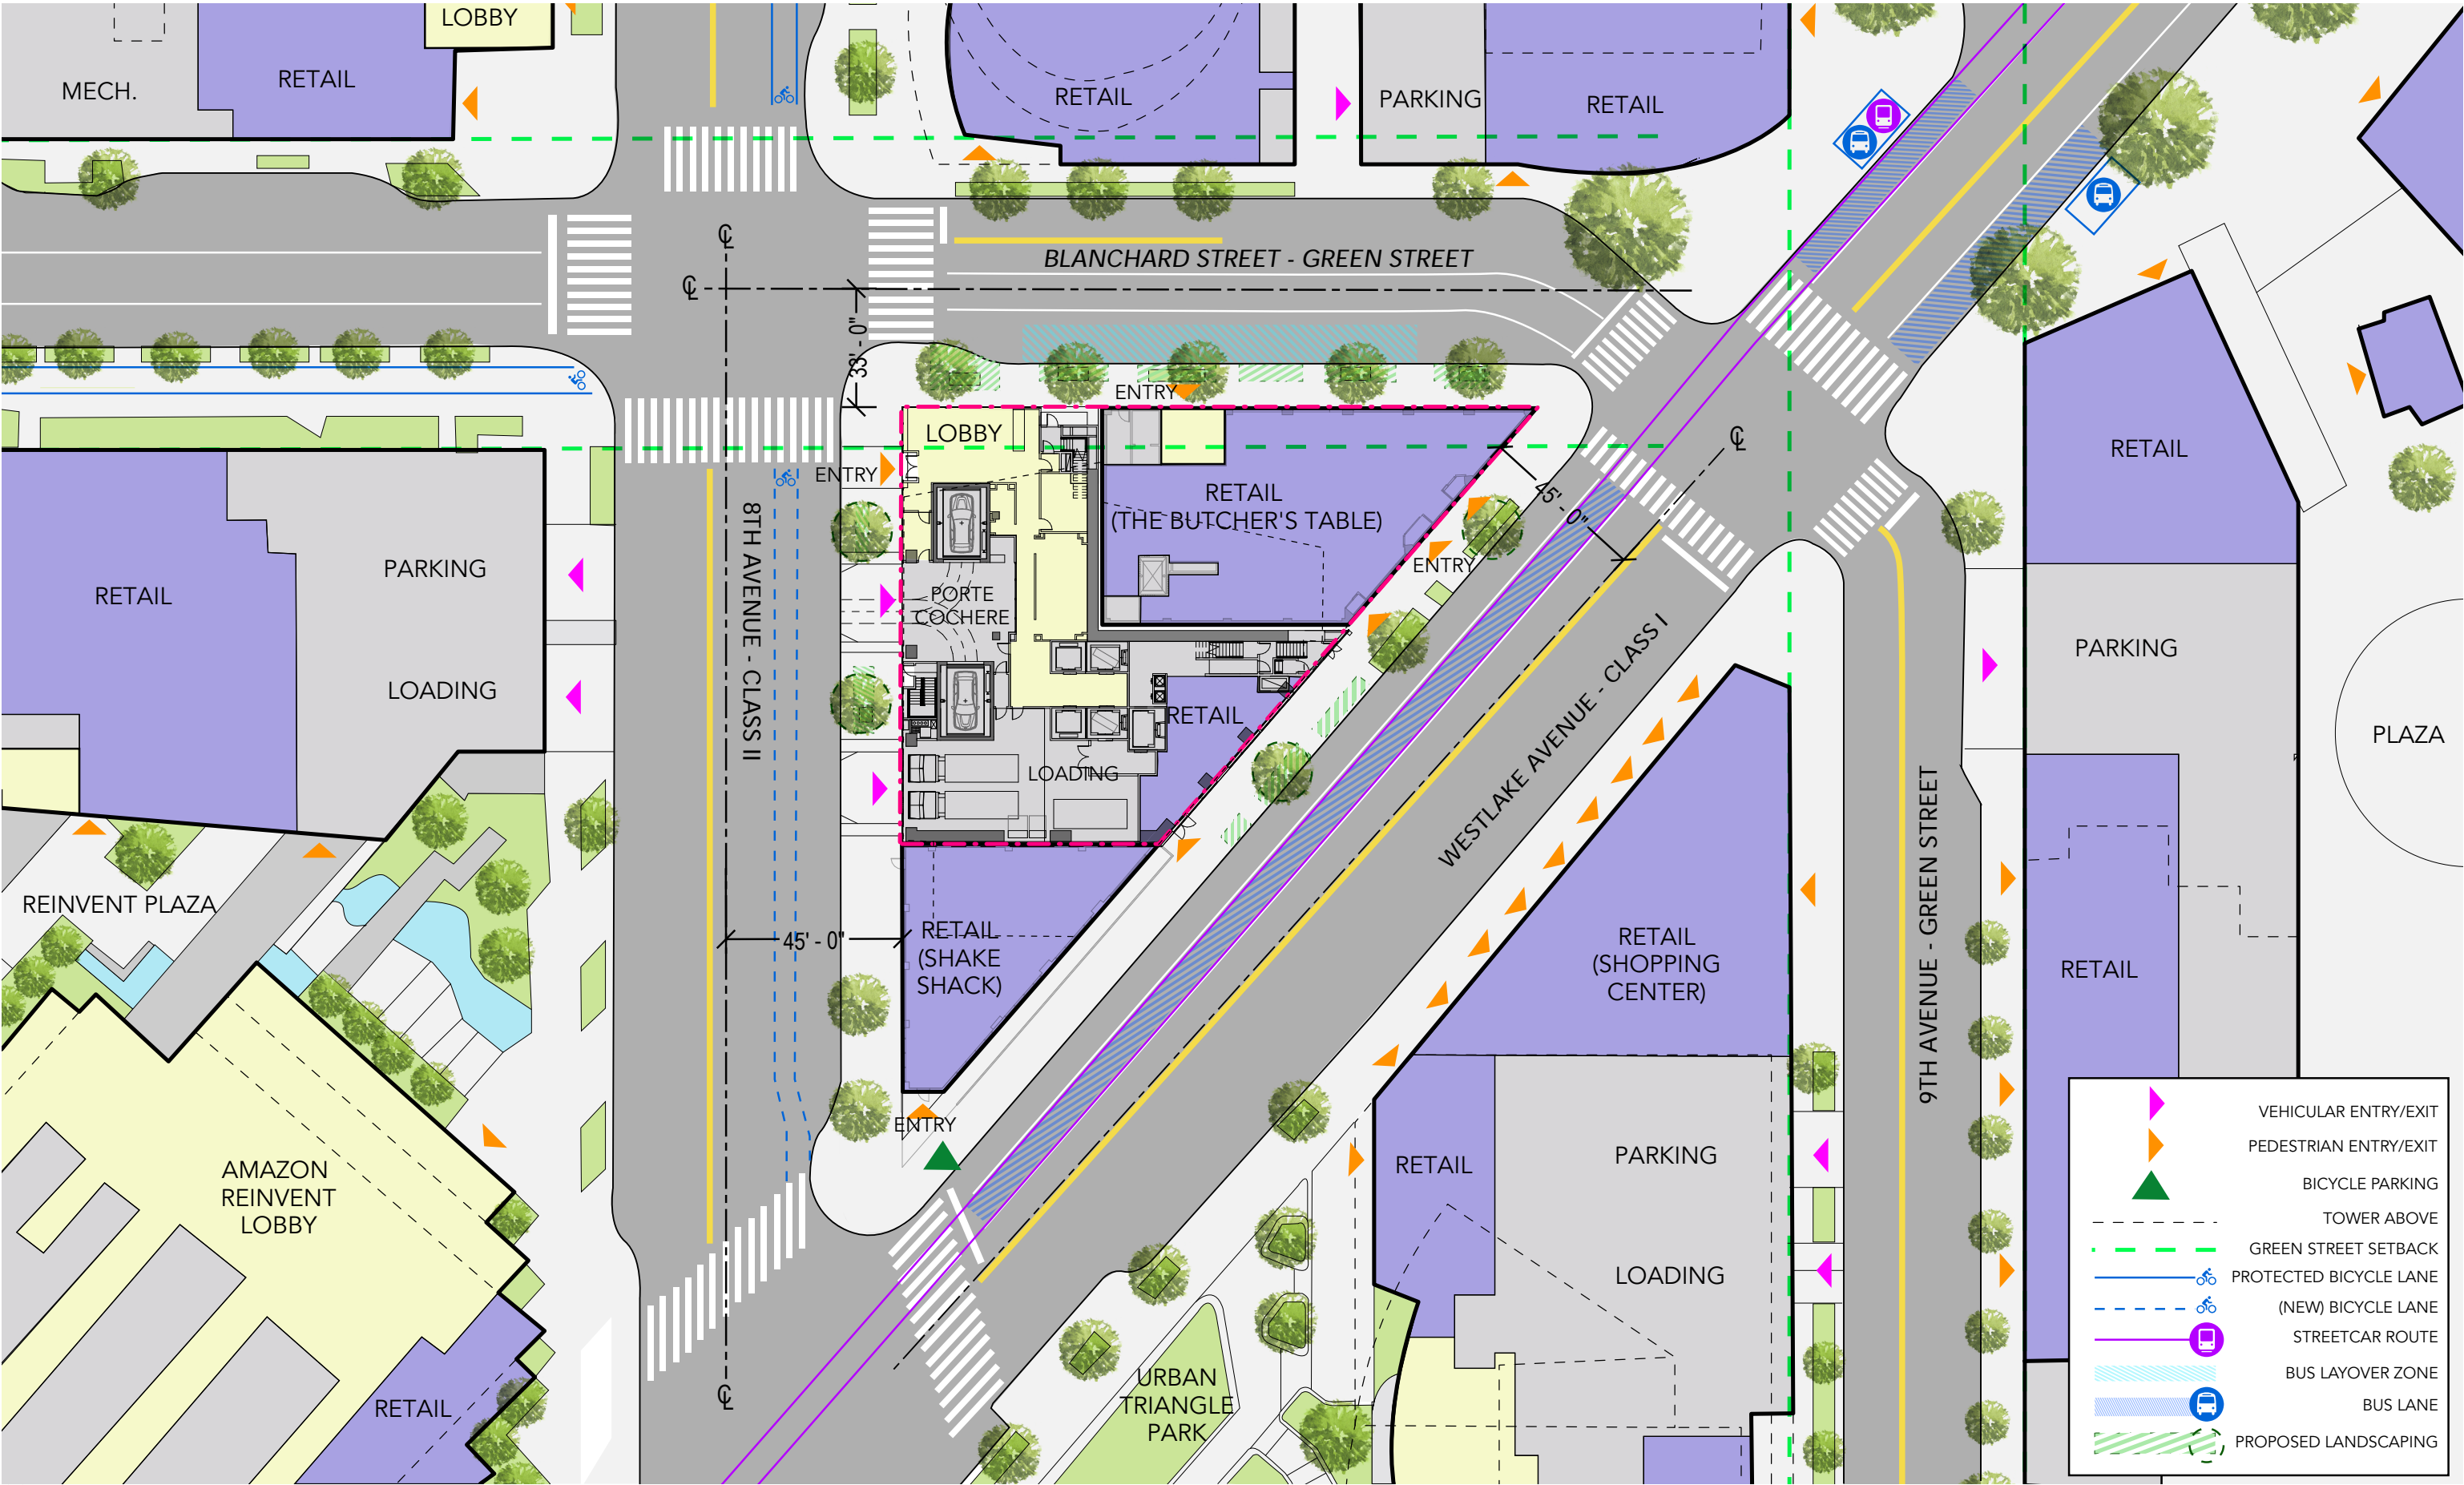 LOBBY
MECH.
RETAIL
RETAIL
PARKING
RETAIL
BLANCHARD STREET - GREEN STREET
℄
℄
33' - 0"
ENTRY
LOBBY
ENTRY
RETAIL
(THE BUTCHER'S TABLE)
45' - 0"
℄
RETAIL
RETAIL
PARKING
LOADING
8TH AVENUE - CLASS II
PORTE
COCHERE
ENTRY
WESTLAKE AVENUE - CLASS I
RETAIL
LOADING
PARKING
PLAZA
REINVENT PLAZA
45' - 0"
RETAIL
(SHAKE
SHACK)
RETAIL
(SHOPPING
CENTER)
9TH AVENUE - GREEN STREET
RETAIL
ENTRY
AMAZON
REINVENT
LOBBY
RETAIL
PARKING
LOADING
℄
URBAN
TRIANGLE
PARK
RETAIL
VEHICULAR ENTRY/EXIT
PEDESTRIAN ENTRY/EXIT
BICYCLE PARKING
TOWER ABOVE
GREEN STREET SETBACK
PROTECTED BICYCLE LANE
(NEW) BICYCLE LANE
STREETCAR ROUTE
BUS LAYOVER ZONE
BUS LANE
PROPOSED LANDSCAPING